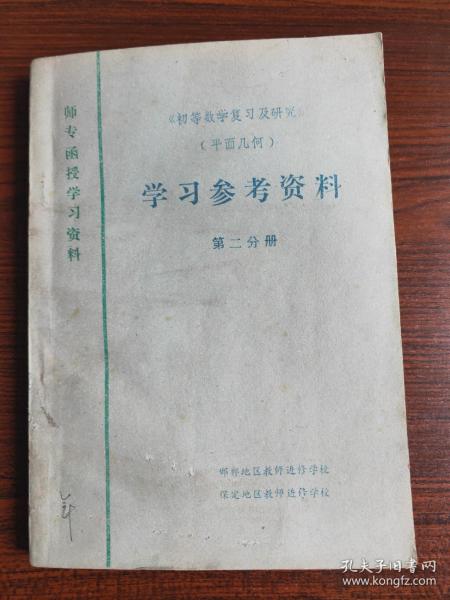 师专函授学习资料
《初等数学复习及研究》
（平面几何）
学习参考资料
第二分册
邯郸地区教师进修学校
保定地区教师进修学校
孔夫子旧书网
www.kongfz.com